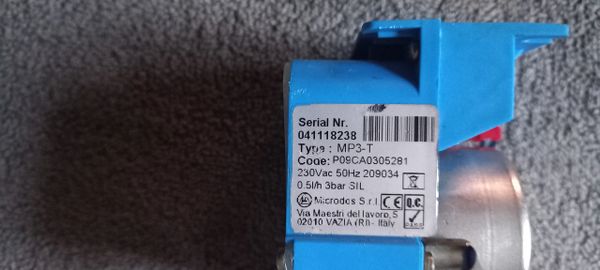 Serial Nr.
041118238
Type : MP3-T
Code: P09CA0305281
230Vac 50Hz 209034
0.5l/h 3bar SIL
Microdos S.r.l CE Q.C.
Via Maestri del lavoro, 5
02010 VAZIA (RI)- Italy